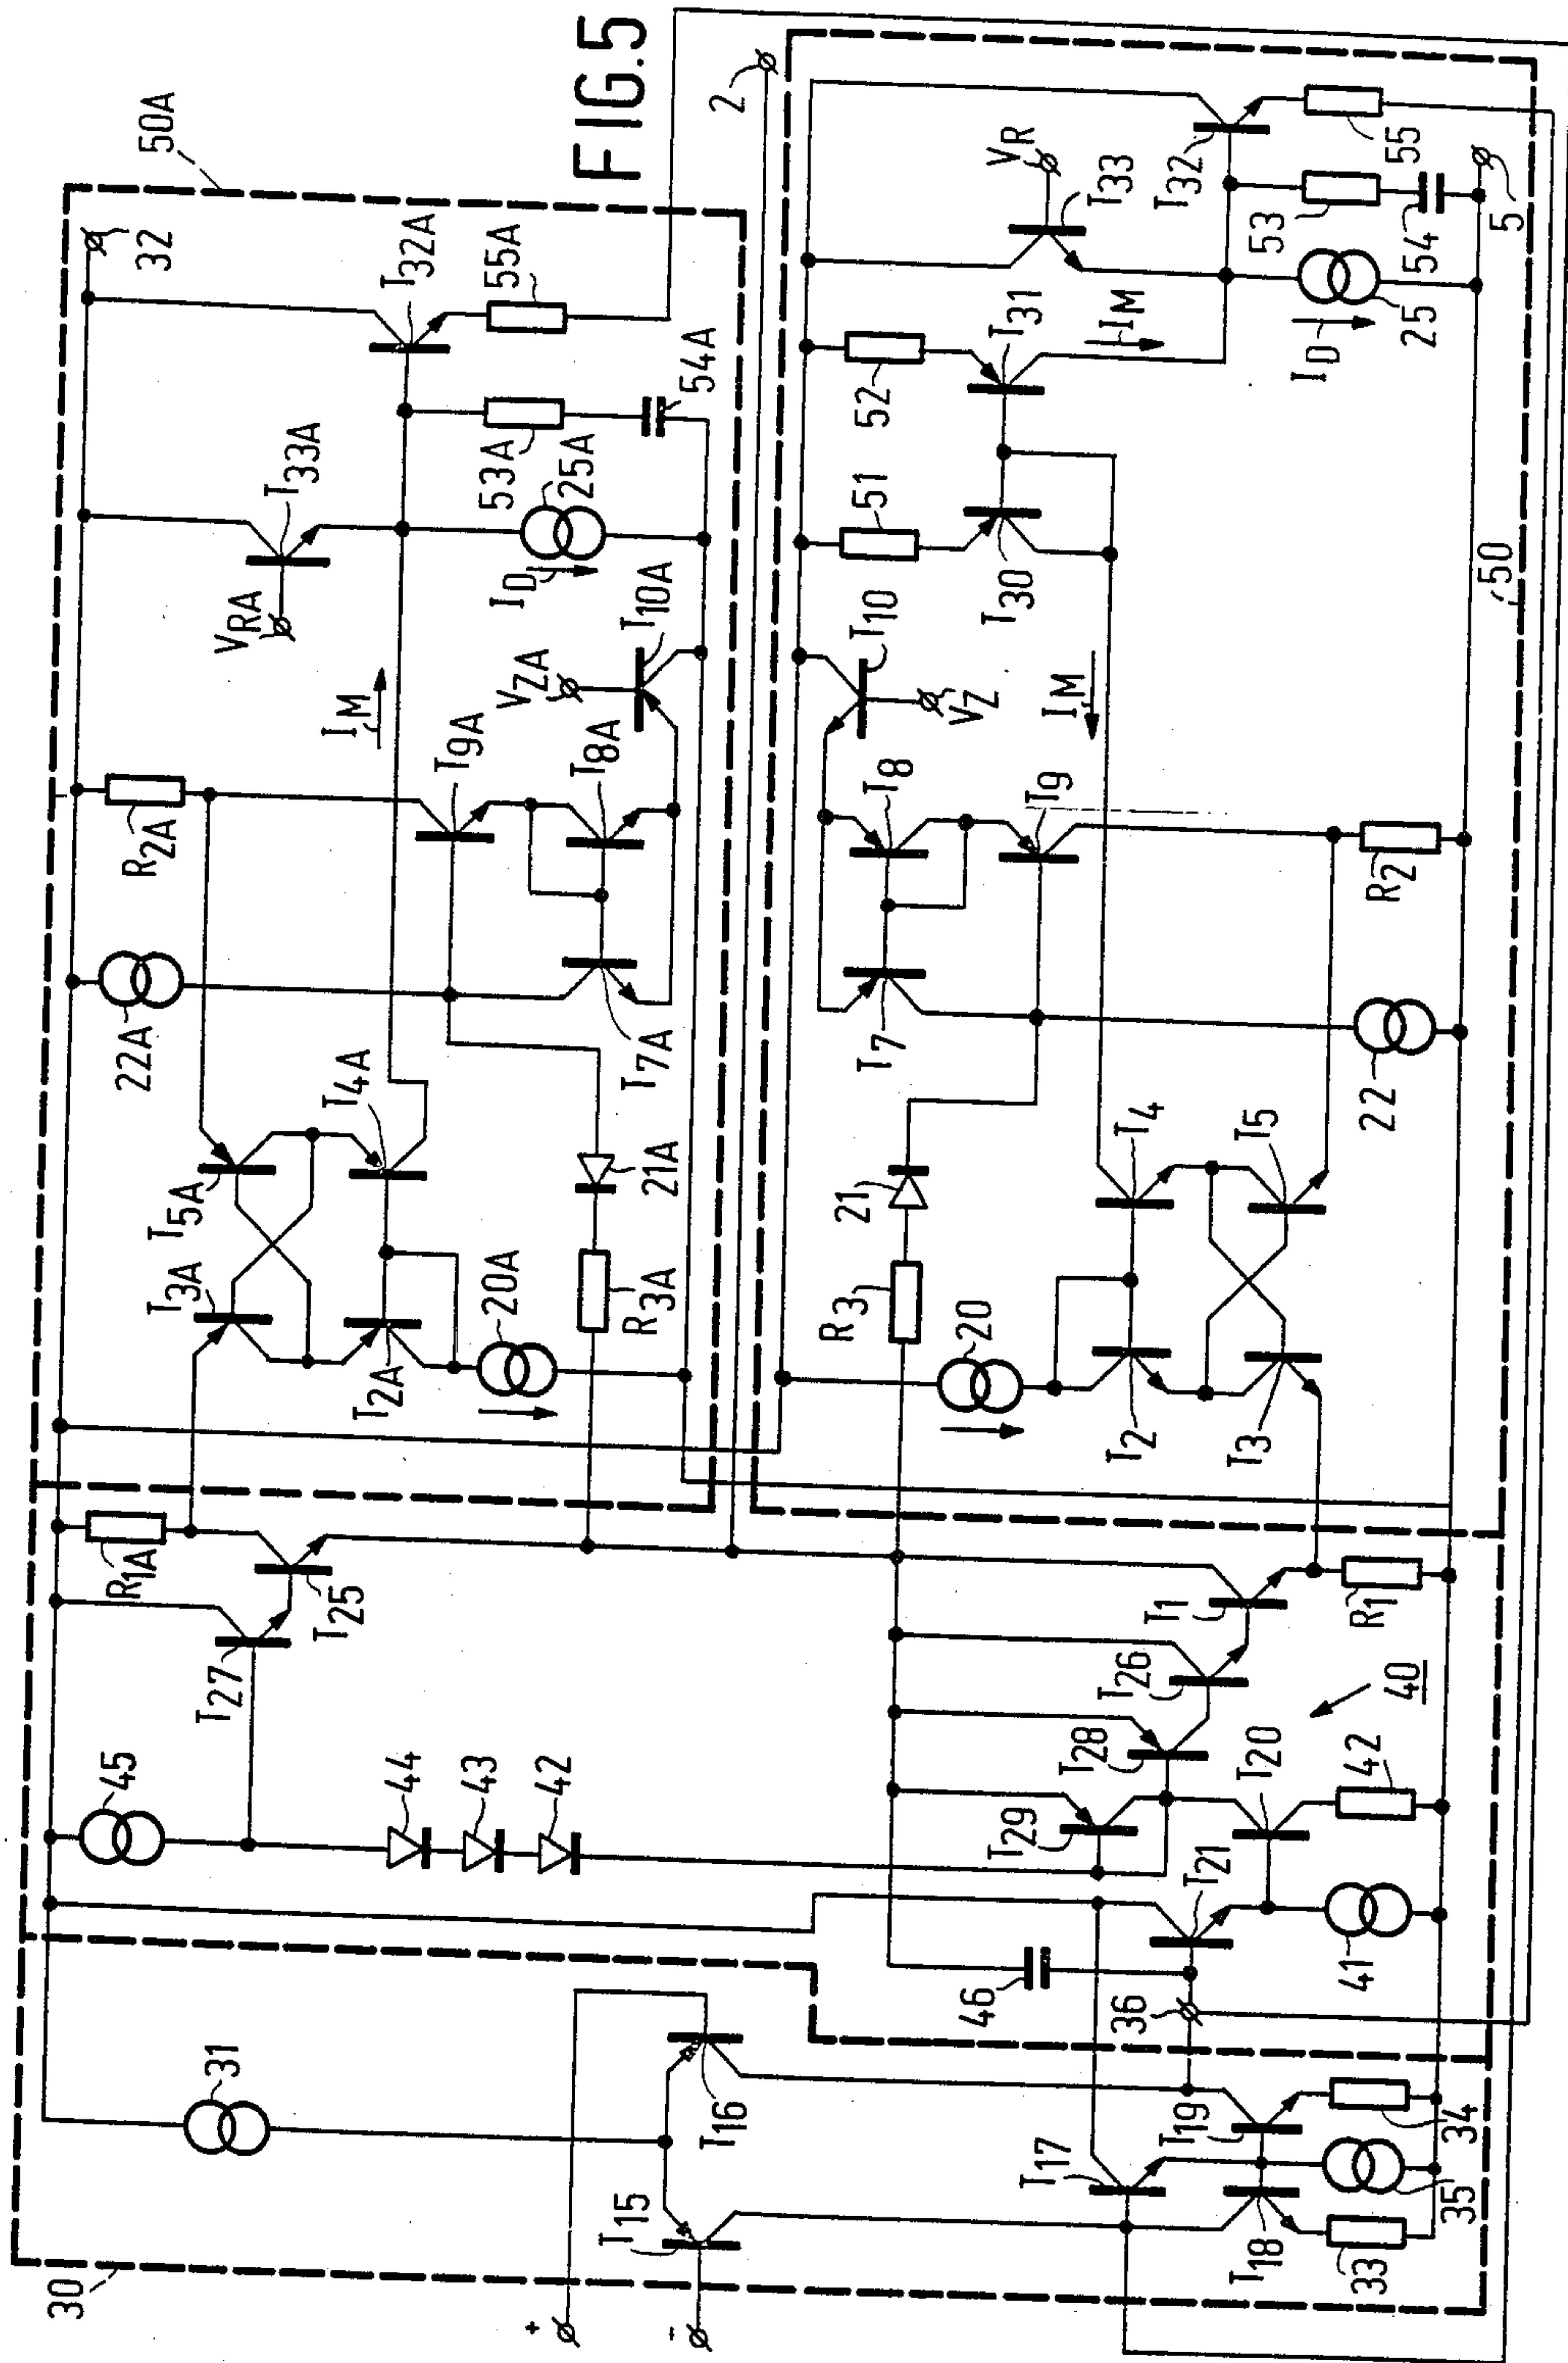 FIG.5
50A
32
T33A
VRA
T32A
55A
53A
25A
ID
54A
IM
R2A
22A
T9A
T8A
VZA
T10A
T7A
T5A
T4A
T3A
T2A
20A
21A
R3A
R1A
T25
T27
45
44
43
42
31
30
+
-
T15
T16
T17
T18
T19
33
35
34
36
46
T21
41
T20
42
T29
T28
T26
T1
R1
40
2
VR
T33
T32
55
53
54
5
25
ID
IM
T31
52
51
T30
T10
VZ
IM
T8
T9
T7
R2
22
50
21
R3
20
T4
T5
T2
T3